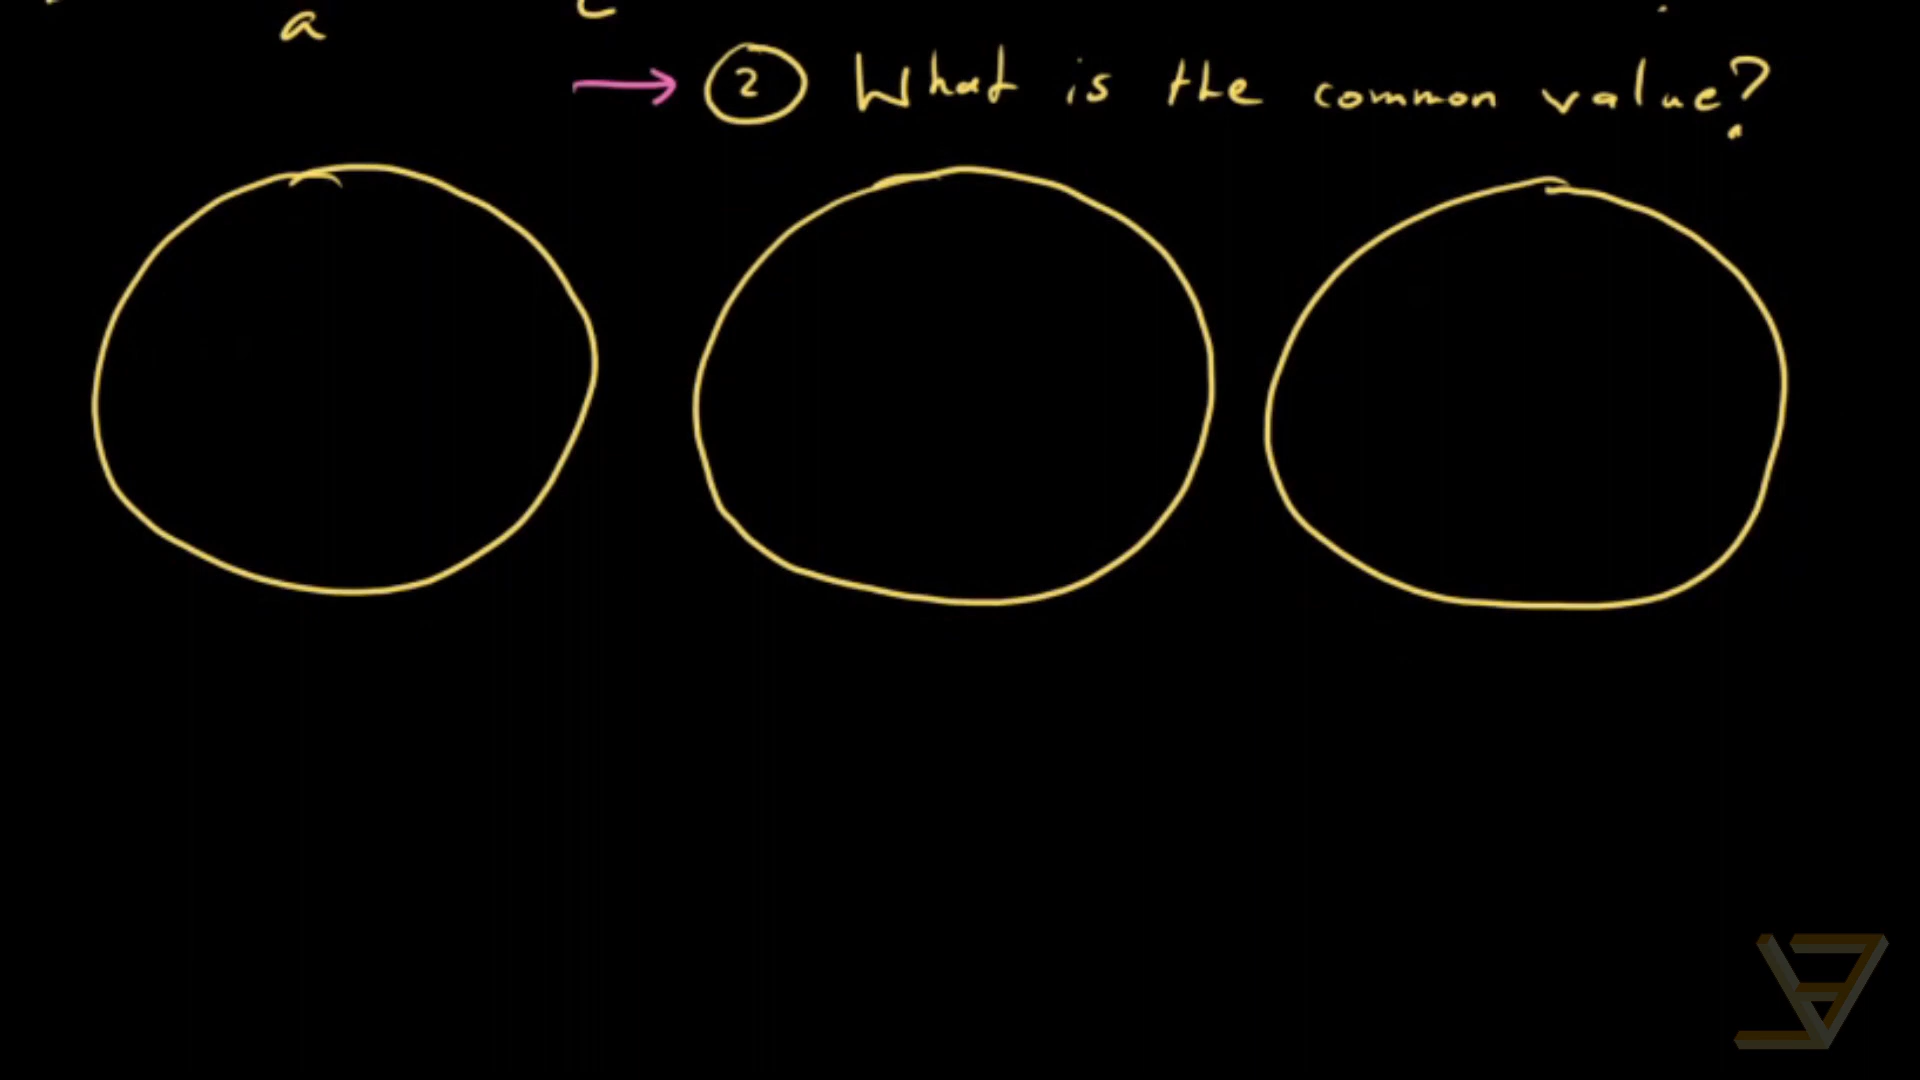 a c
② What is the common value?